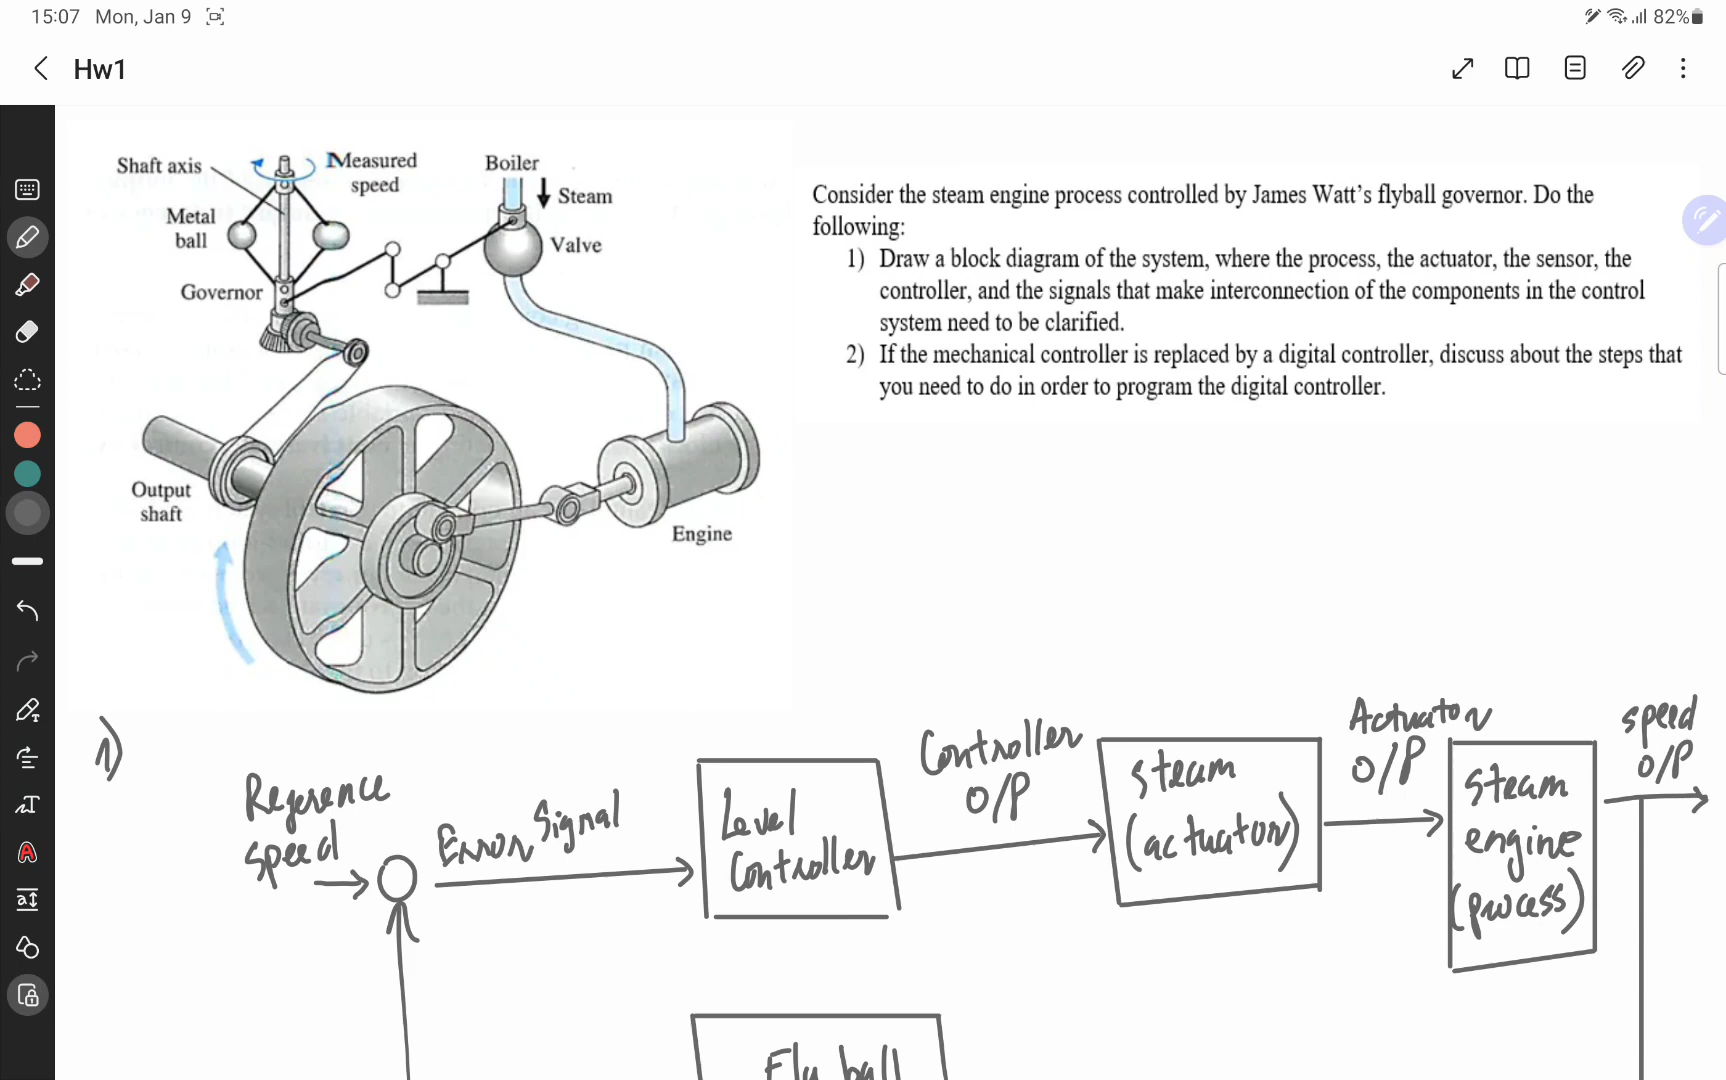 15:07 Mon, Jan 9
82%
Hw1
Shaft axis
Measured
speed
Boiler
Steam
Metal
ball
Valve
Governor
Output
shaft
Engine
Consider the steam engine process controlled by James Watt's flyball governor. Do the
following:
1) Draw a block diagram of the system, where the process, the actuator, the sensor, the
controller, and the signals that make interconnection of the components in the control
system need to be clarified.
2) If the mechanical controller is replaced by a digital controller, discuss about the steps that
you need to do in order to program the digital controller.
1)
Reference
speed
Error Signal
Level
Controller
Controller
O/P
steam
(actuator)
Actuator
O/P
steam
engine
(process)
speed
O/P
Fly ball